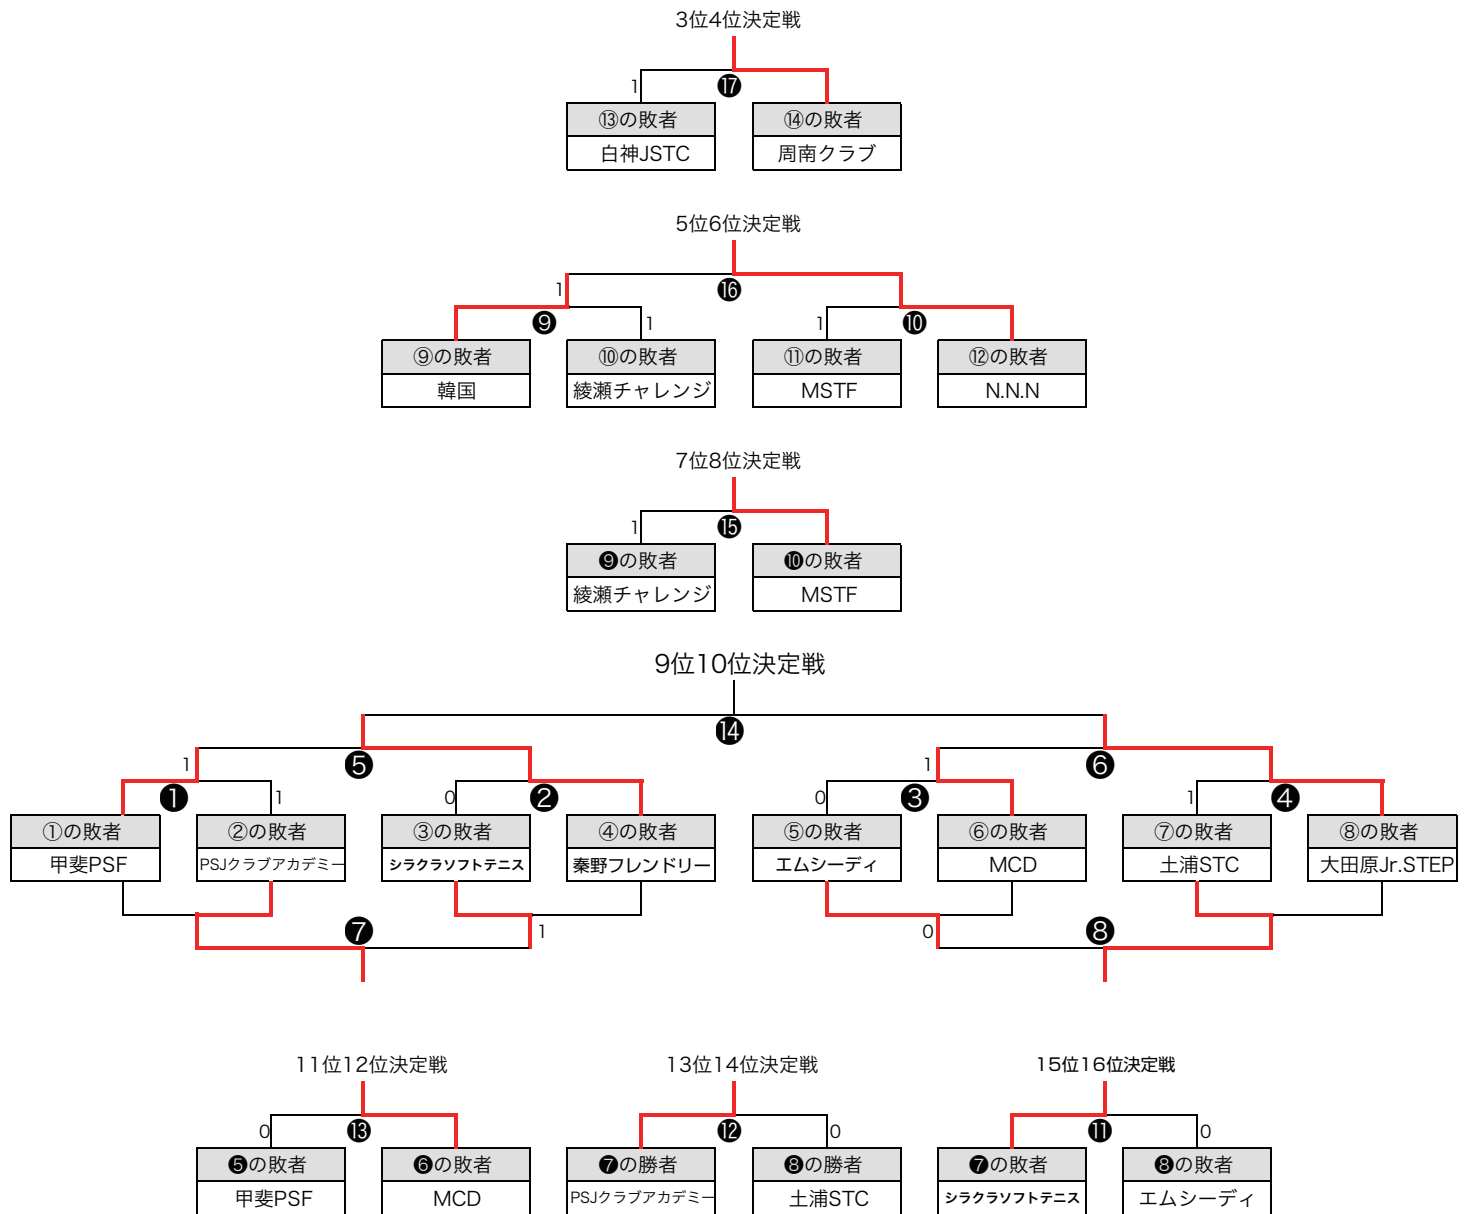 3位4位決定戦
1
⓱
⑬の敗者 ⑭の敗者
白神JSTC 周南クラブ
5位6位決定戦
1 ⓰
❾ 1 1 ❿
⑨の敗者 ⑩の敗者 ⑪の敗者 ⑫の敗者
韓国 綾瀬チャレンジ MSTF N.N.N
7位8位決定戦
1 ⓯
❾の敗者 ❿の敗者
綾瀬チャレンジ MSTF
9位10位決定戦
⓮
1 ❺ 1 ❻
❶ 1 0 ❷ 0 ❸ 1 ❹
①の敗者 ②の敗者 ③の敗者 ④の敗者 ⑤の敗者 ⑥の敗者 ⑦の敗者 ⑧の敗者
甲斐PSF PSJクラブアカデミー シラクラソフトテニス 秦野フレンドリー エムシーディ MCD 土浦STC 大田原Jr.STEP
❼ 1 0 ❽
11位12位決定戦 13位14位決定戦 15位16位決定戦
0 ⓭ ⓬ 0 ⓫ 0
❺の敗者 ❻の敗者 ❼の勝者 ❽の勝者 ❼の敗者 ❽の敗者
甲斐PSF MCD PSJクラブアカデミー 土浦STC シラクラソフトテニス エムシーディ